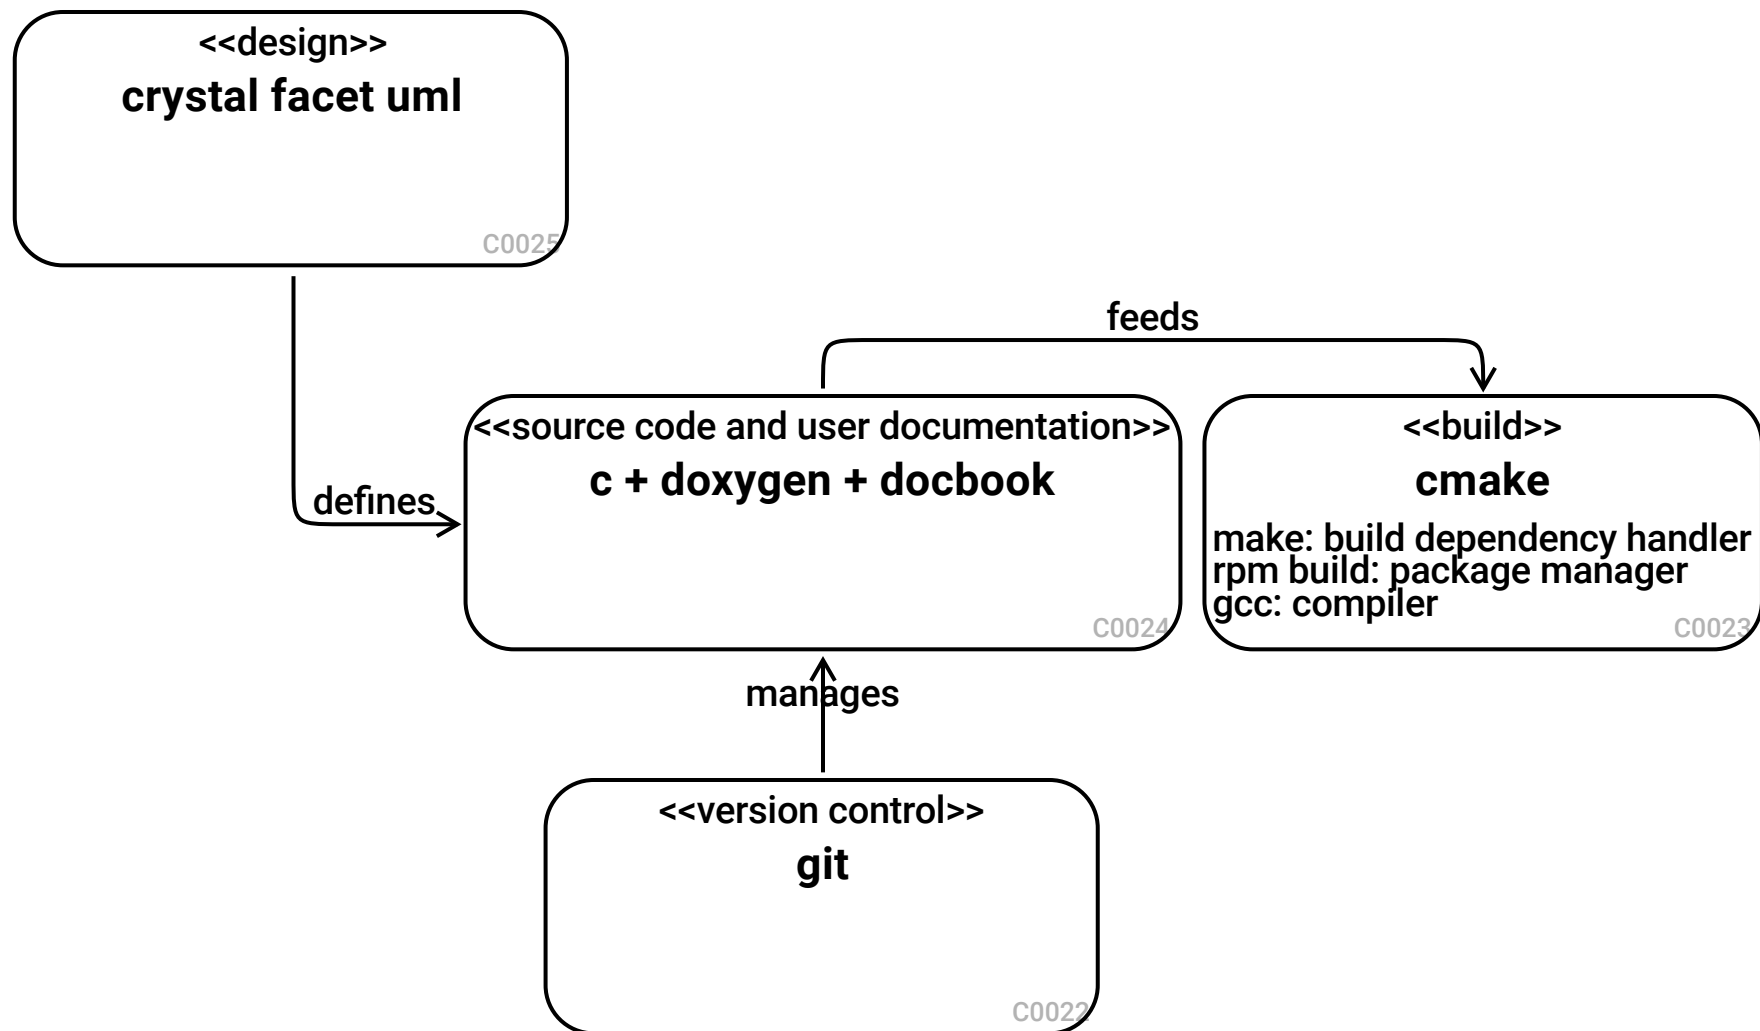 <<design>>
crystal facet uml
C0025
feeds
<<source code and user documentation>>
c + doxygen + docbook
C0024
<<build>>
cmake
make: build dependency handler
rpm build: package manager
gcc: compiler
C0023
defines
manages
<<version control>>
git
C0022